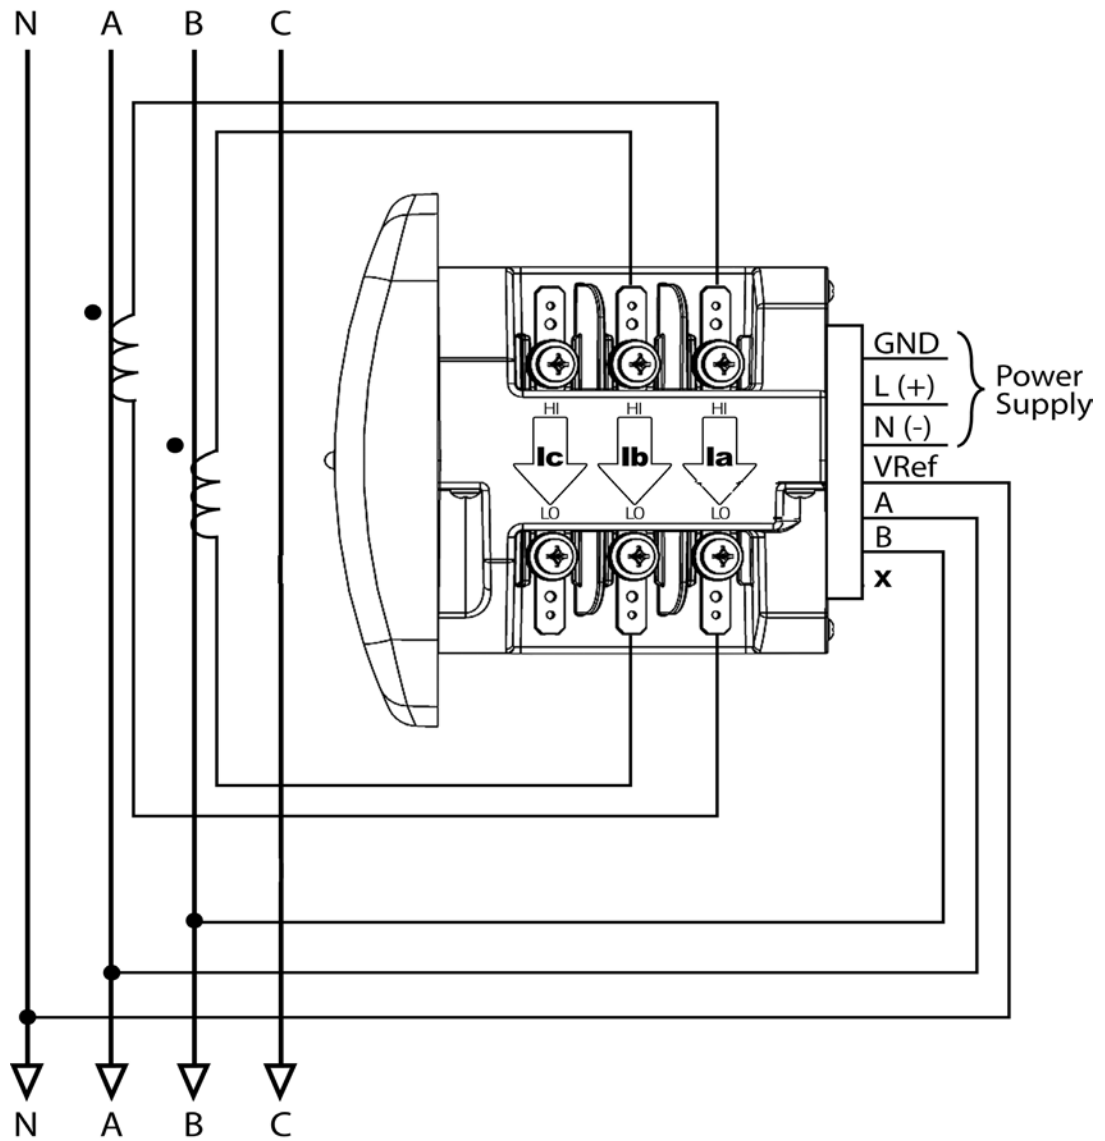 N A B C
GND
L (+)
N (-)
Power
Supply
HI HI HI
Ic Ib Ia
LO LO LO
VRef
A
B
x
N A B C